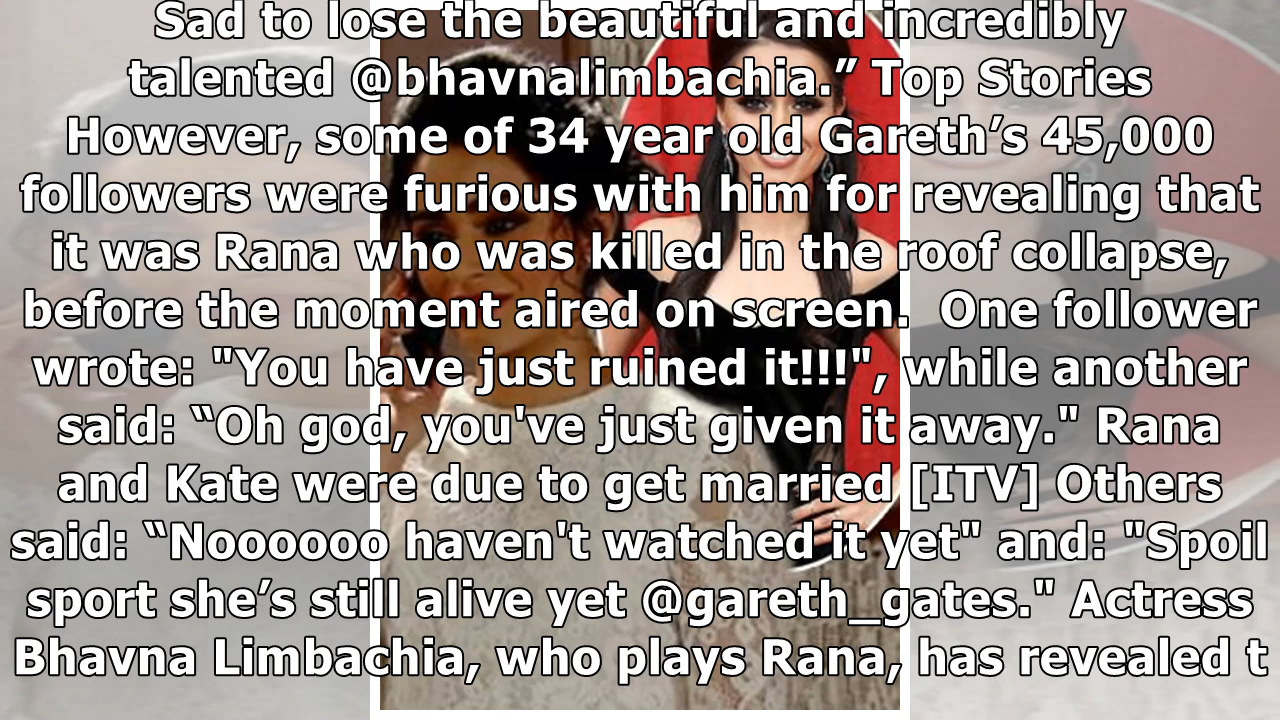 Sad to lose the beautiful and incredibly
talented @bhavnalimbachia.” Top Stories
However, some of 34 year old Gareth’s 45,000
followers were furious with him for revealing that
it was Rana who was killed in the roof collapse,
before the moment aired on screen.  One follower
wrote: "You have just ruined it!!!", while another
said: “Oh god, you've just given it away." Rana
and Kate were due to get married [ITV] Others
said: “Noooooo haven't watched it yet" and: "Spoil
sport she’s still alive yet @gareth_gates." Actress
Bhavna Limbachia, who plays Rana, has revealed t